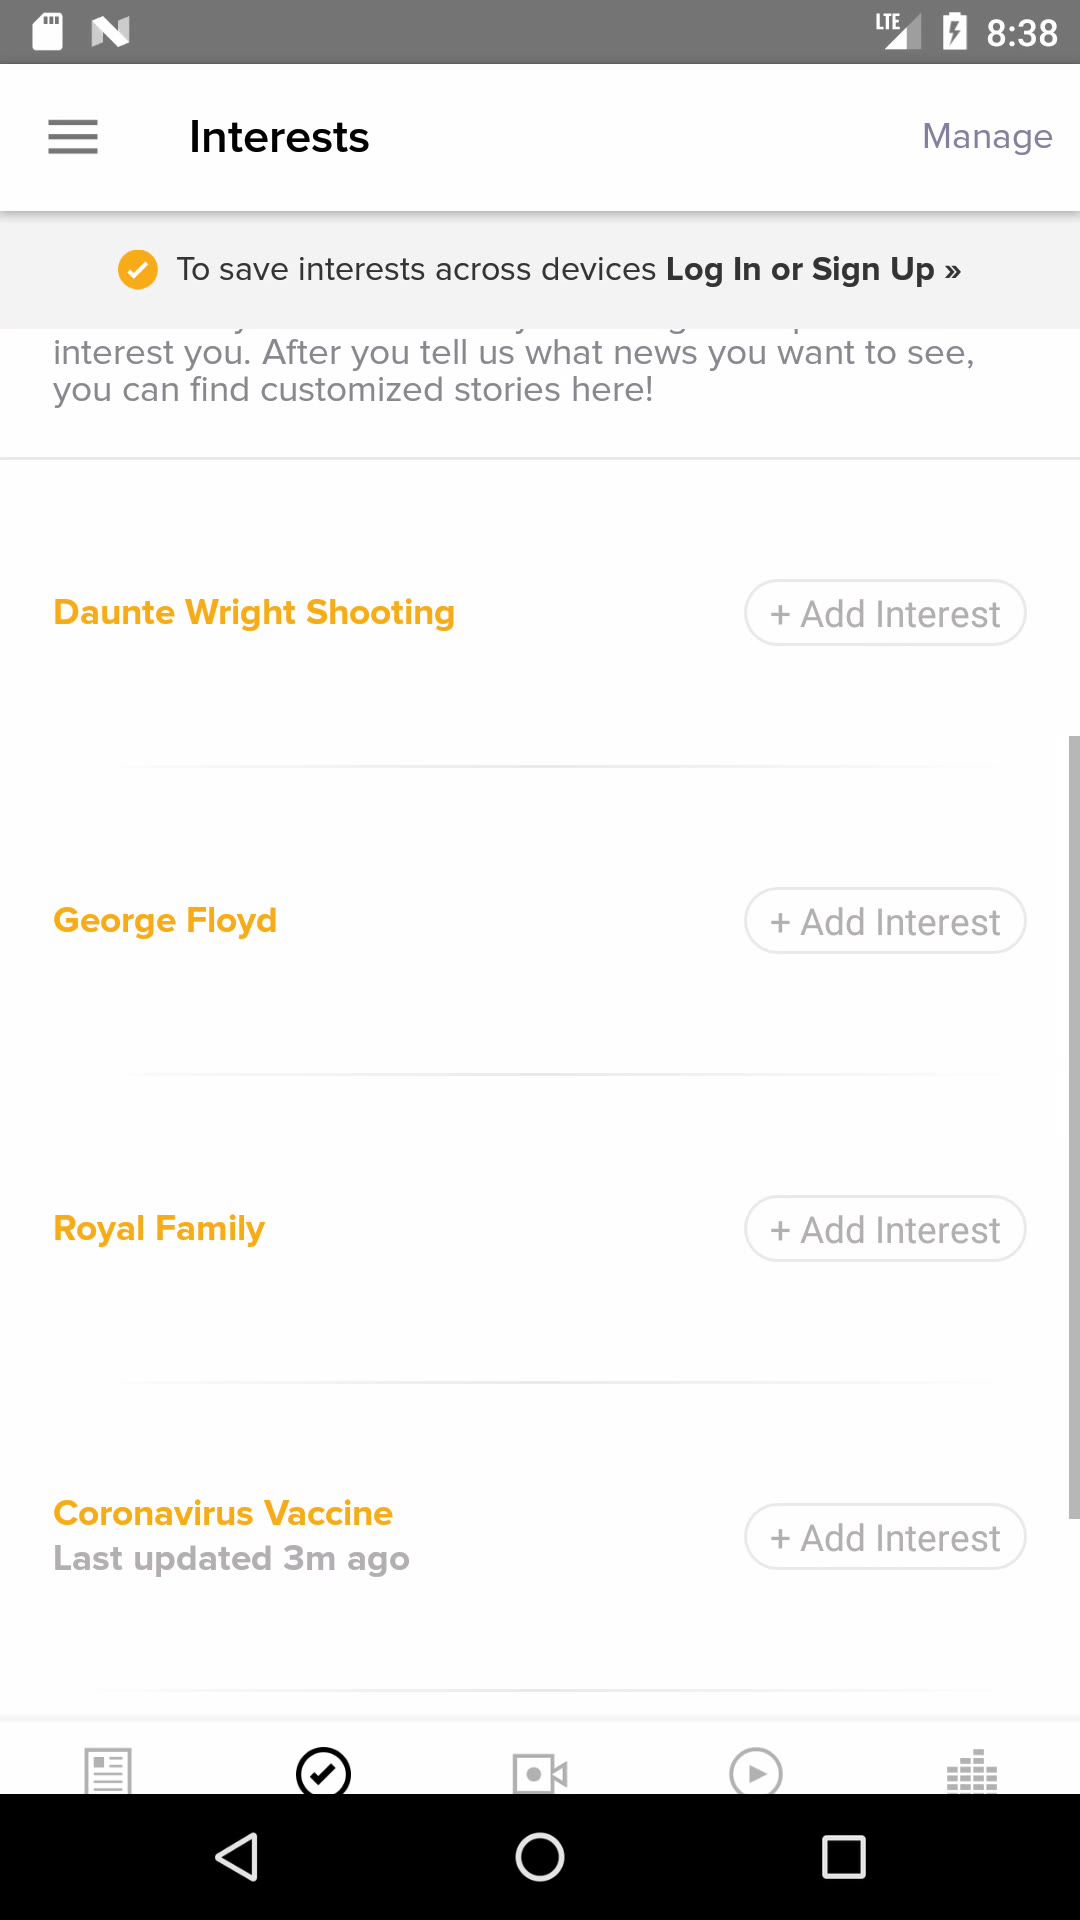 LTE 8:38
Interests Manage
To save interests across devices Log In or Sign Up »
interest you. After you tell us what news you want to see,
you can find customized stories here!
Daunte Wright Shooting + Add Interest
George Floyd + Add Interest
Royal Family + Add Interest
Coronavirus Vaccine
Last updated 3m ago + Add Interest